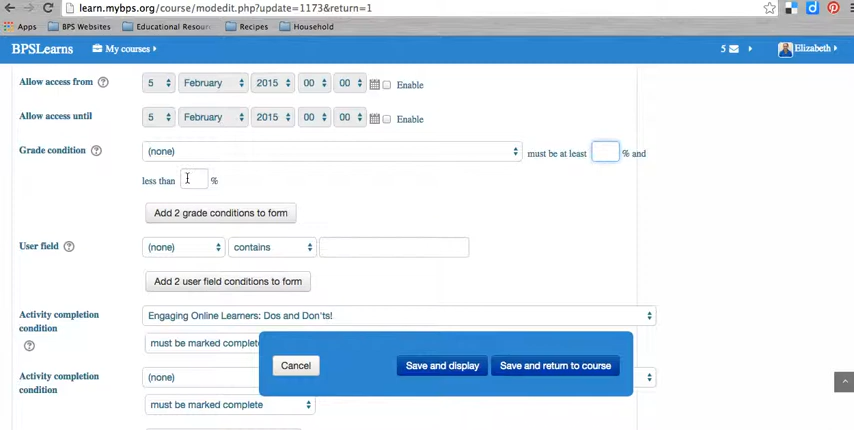 learn.mybps.org/course/modedit.php?update=1173&return=1
Apps BPS Websites Educational Resour Recipes Household
BPSLearns My courses 5 Elizabeth
Allow access from 5 February 2015 00 00 Enable
Allow access until 5 February 2015 00 00 Enable
Grade condition (none) must be at least % and
less than %
Add 2 grade conditions to form
User field (none) contains
Add 2 user field conditions to form
Activity completion condition Engaging Online Learners: Dos and Don'ts!
must be marked complete
Cancel Save and display Save and return to course
Activity completion condition (none)
must be marked complete